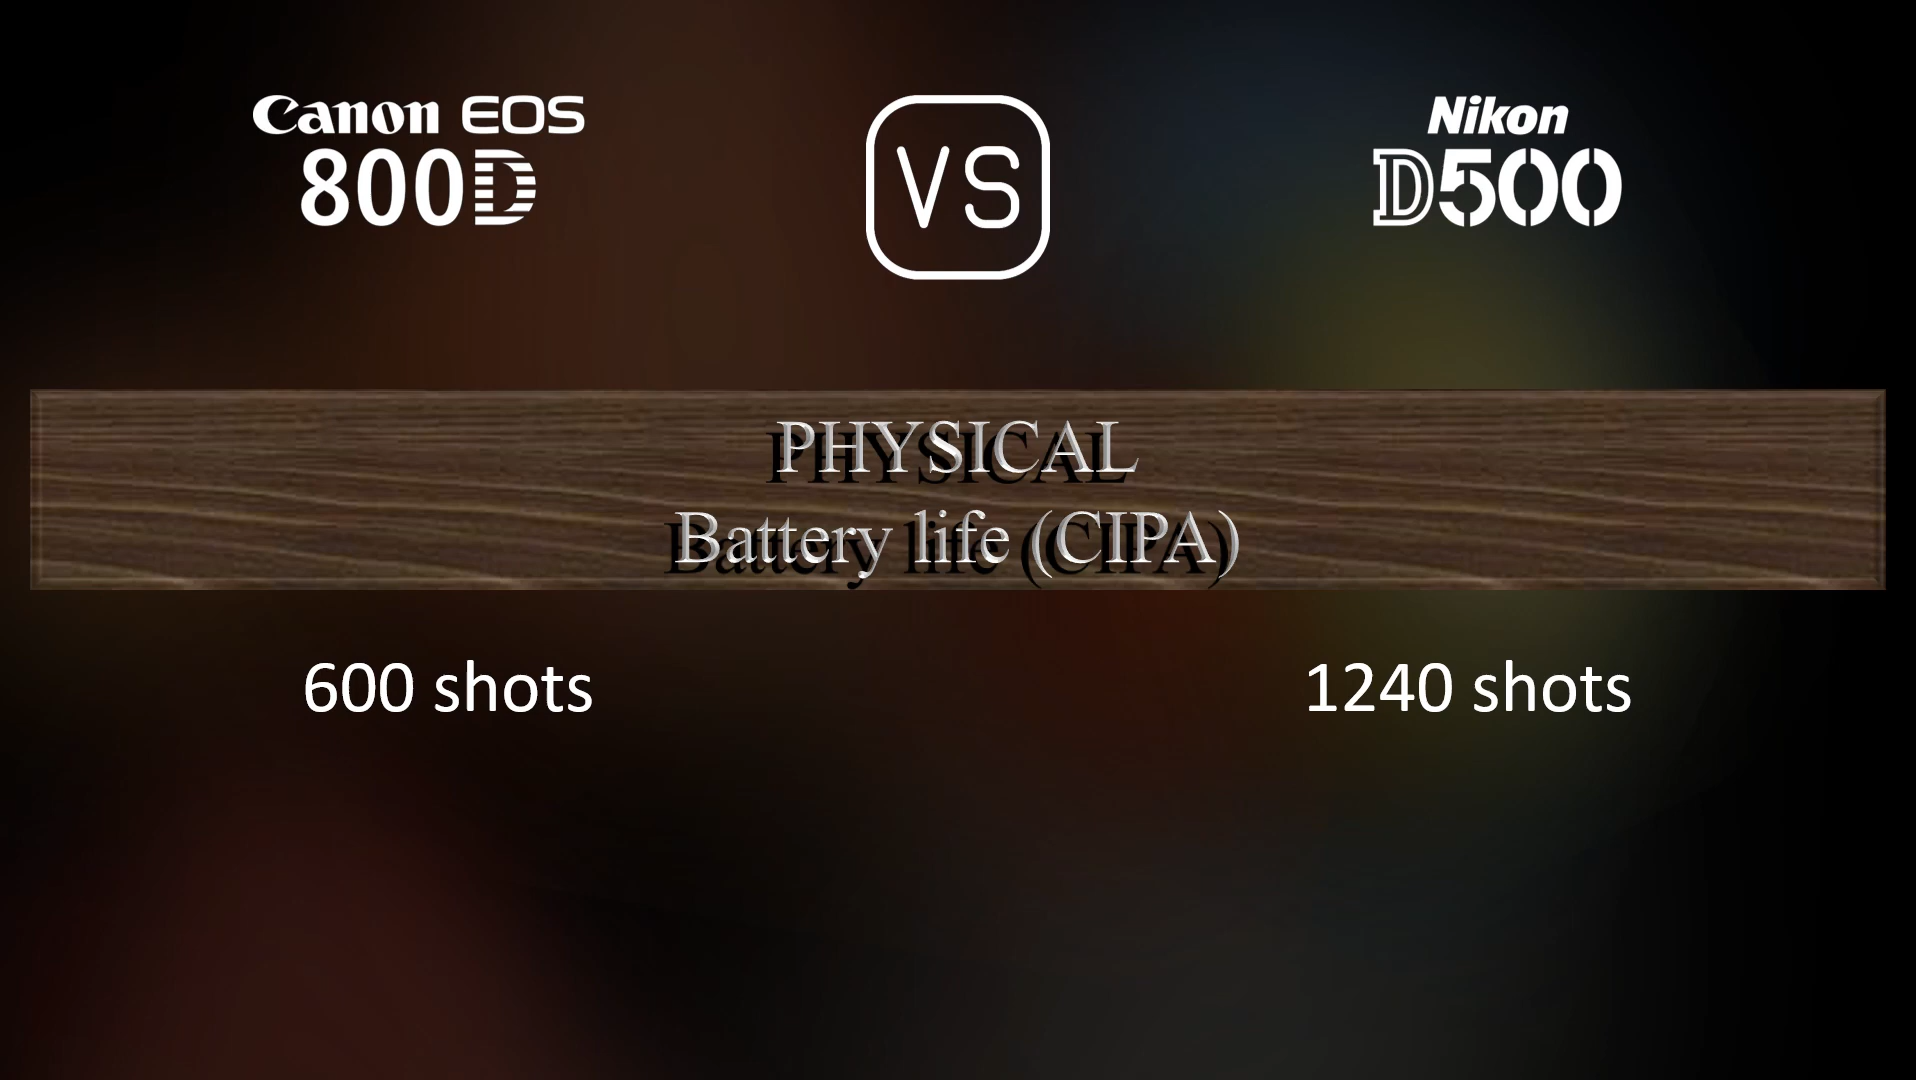 Canon EOS
800D
VS
Nikon
D500
PHYSICAL
Battery life (CIPA)
600 shots
1240 shots